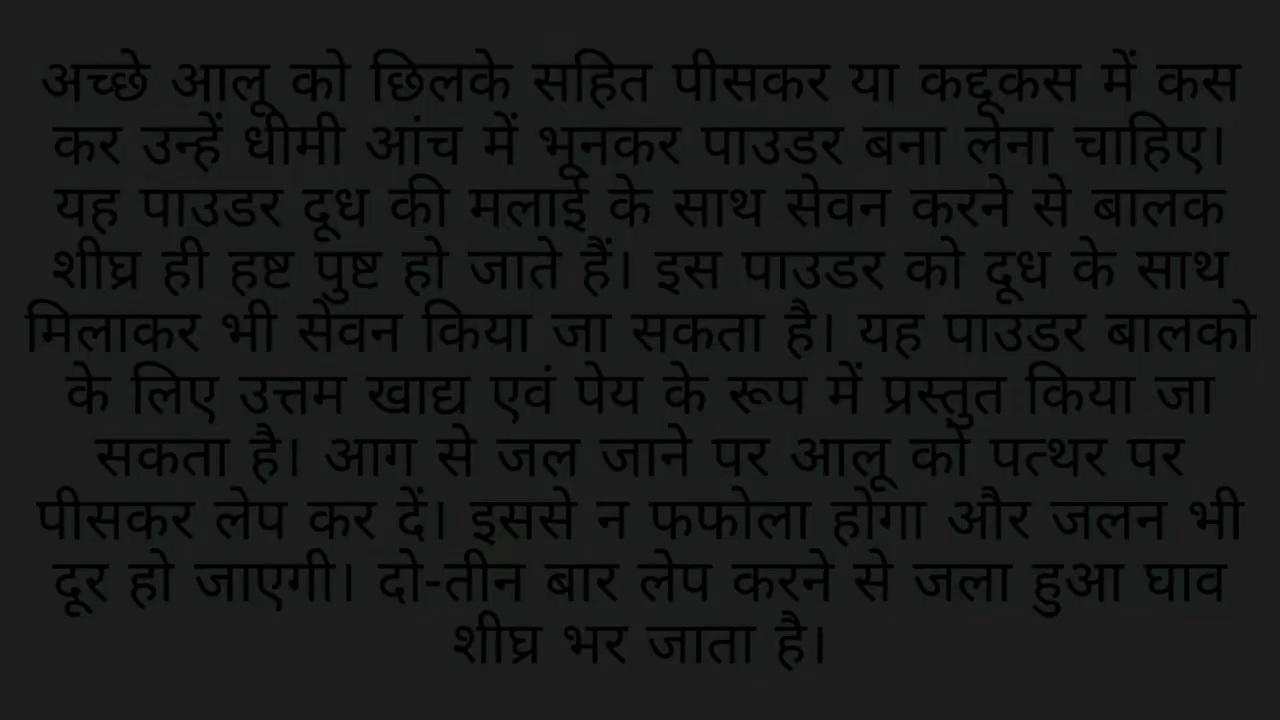 अच्छे आलू को छिलके सहित पीसकर या कद्दूकस में कस
कर उन्हें धीमी आंच में भूनकर पाउडर बना लेना चाहिए।
यह पाउडर दूध की मलाई के साथ सेवन करने से बालक
शीघ्र ही हष्ट पुष्ट हो जाते हैं। इस पाउडर को दूध के साथ
मिलाकर भी सेवन किया जा सकता है। यह पाउडर बालको
के लिए उत्तम खाद्य एवं पेय के रूप में प्रस्तुत किया जा
सकता है। आग से जल जाने पर आलू को पत्थर पर
पीसकर लेप कर दें। इससे न फफोला होगा और जलन भी
दूर हो जाएगी। दो-तीन बार लेप करने से जला हुआ घाव
शीघ्र भर जाता है।